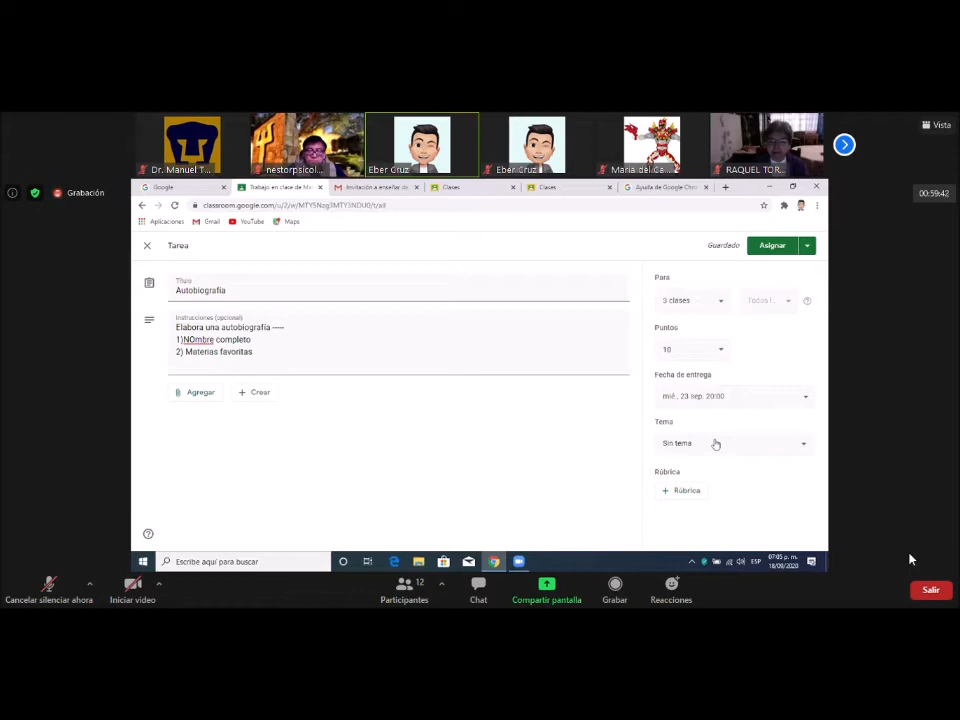 Dr. Manuel T...
nestorpsicol...
Eber Cruz
Eber Cruz
Maria del Ca...
RAQUEL TOR...
Vista
Grabación
00:59:42
Google
Trabajo en clase de Ma
Invitación a enseñar de
Clases
Clases
Ayuda de Google Chro
classroom.google.com/u/2/w/MTY5Nzg3MTY3NDU0/t/all
Aplicaciones
Gmail
YouTube
Maps
Tarea
Guardado
Asignar
Título
Autobiografía
Instrucciones (opcional)
Elabora una autobiografía -----
1)NOmbre completo
2) Materias favoritas
Agregar
Crear
Para
3 clases
Todos l...
Puntos
10
Fecha de entrega
mié., 23 sep. 20:00
Tema
Sin tema
Rúbrica
+ Rúbrica
Escribe aquí para buscar
ESP
07:05 p. m.
18/09/2020
Cancelar silenciar ahora
Iniciar video
12
Participantes
Chat
Compartir pantalla
Grabar
Reacciones
Salir